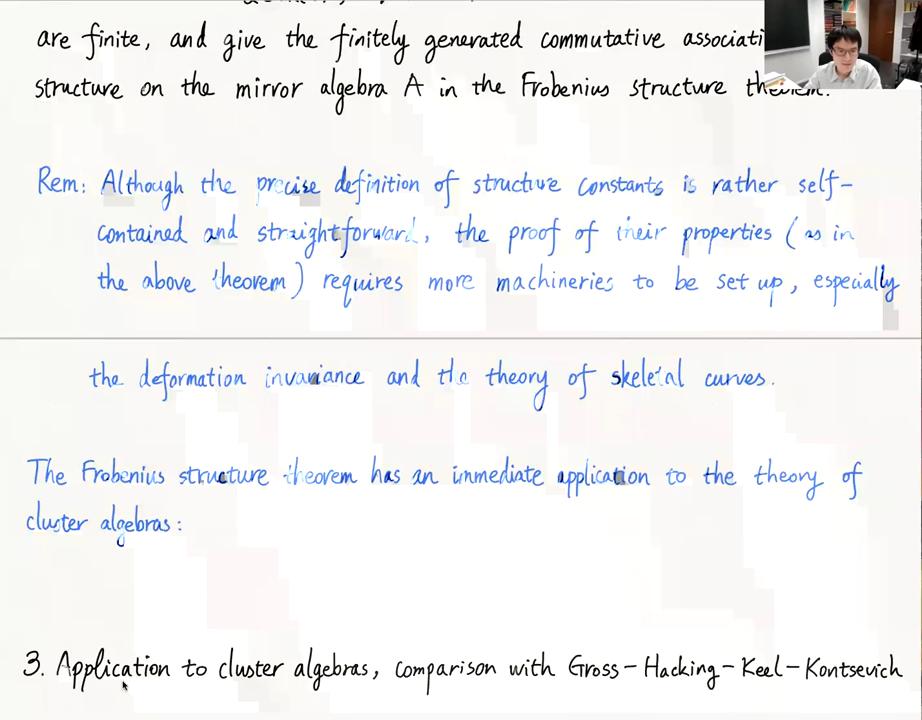 are finite, and give the finitely generated commutative associati
structure on the mirror algebra A in the Frobenius structure theorem.
Rem: Although the precise definition of structure constants is rather self-
contained and straightforward, the proof of their properties (as in
the above theorem) requires more machineries to be set up, especially
the deformation invariance and the theory of skeletal curves.
The Frobenius structure theorem has an immediate application to the theory of
cluster algebras:
3. Application to cluster algebras, comparison with Gross-Hacking-Keel-Kontsevich